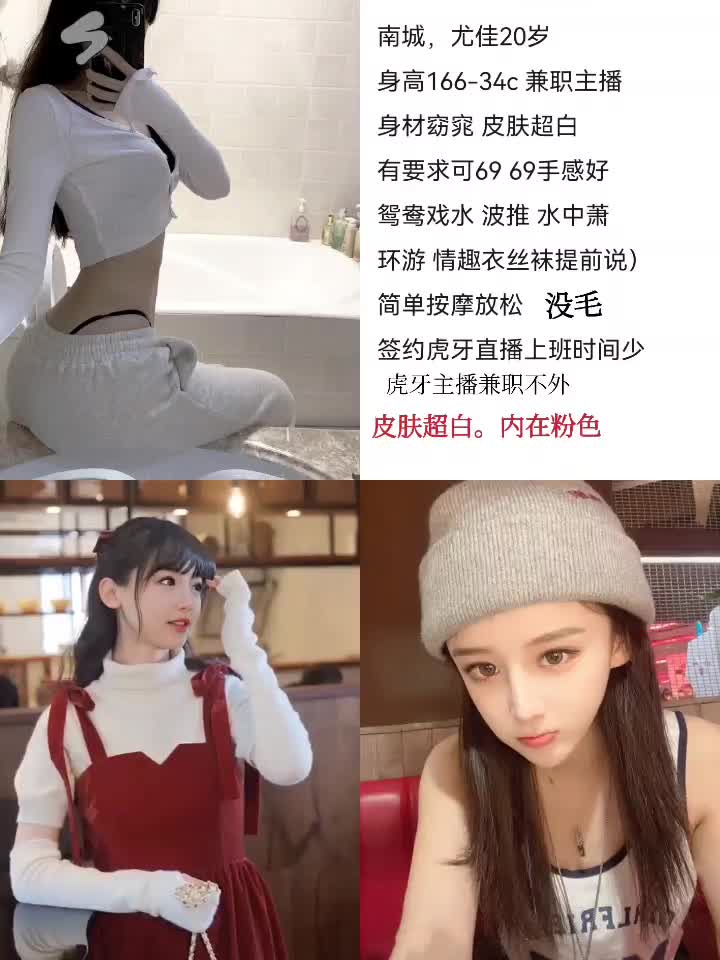 南城，尤佳20岁
身高166-34c 兼职主播
身材窈窕 皮肤超白
有要求可69 69手感好
鸳鸯戏水 波推 水中萧
环游 情趣衣丝袜提前说）
简单按摩放松 没毛
签约虎牙直播上班时间少
虎牙主播兼职不外
皮肤超白。内在粉色